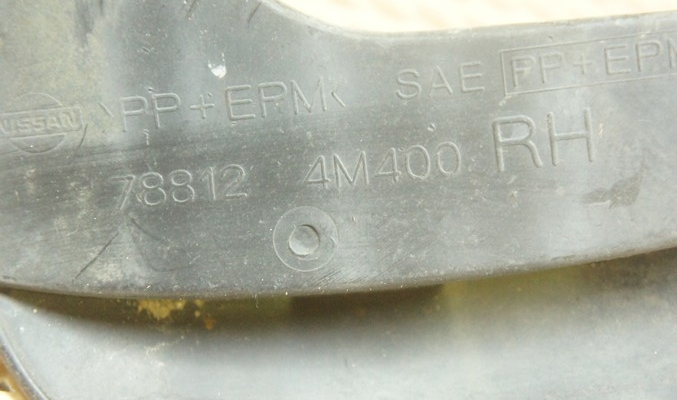 NISSAN >PP+EPM< SAE PP+EPM
78812 4M400 RH